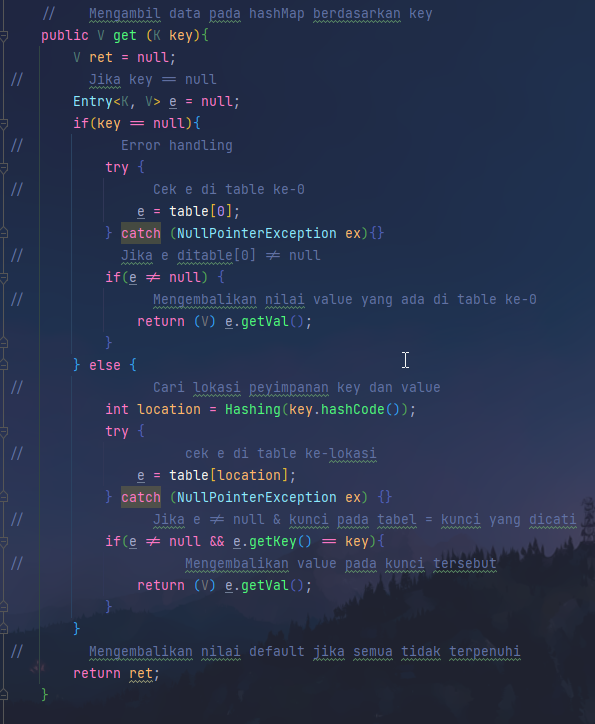 //    Mengambil data pada hashMap berdasarkan key
public V get (K key){
    V ret = null;
//        Jika key == null
    Entry<K, V> e = null;
    if(key == null){
//            Error handling
        try {
//                Cek e di table ke-0
            e = table[0];
        } catch (NullPointerException ex){}
//            Jika e ditable[0] != null
        if(e != null) {
//                Mengembalikan nilai value yang ada di table ke-0
            return (V) e.getVal();
        }
    } else {
//                Cari lokasi peyimpanan key dan value
        int location = Hashing(key.hashCode());
        try {
//                    cek e di table ke-lokasi
            e = table[location];
        } catch (NullPointerException ex) {}
//                Jika e != null & kunci pada tabel = kunci yang dicati
        if(e != null && e.getKey() == key){
//                    Mengembalikan value pada kunci tersebut
            return (V) e.getVal();
        }
    }
//        Mengembalikan nilai default jika semua tidak terpenuhi
    return ret;
}